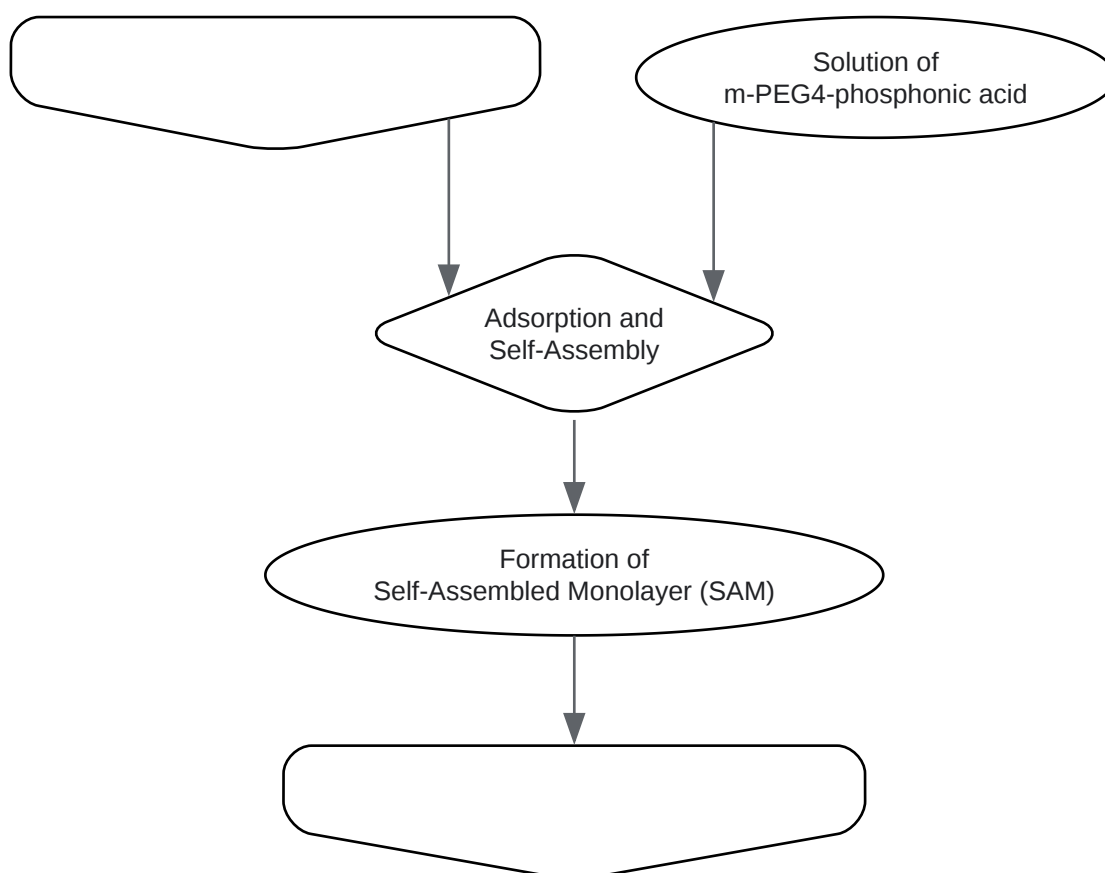 Solution of
m-PEG4-phosphonic acid
Adsorption and
Self-Assembly
Formation of
Self-Assembled Monolayer (SAM)